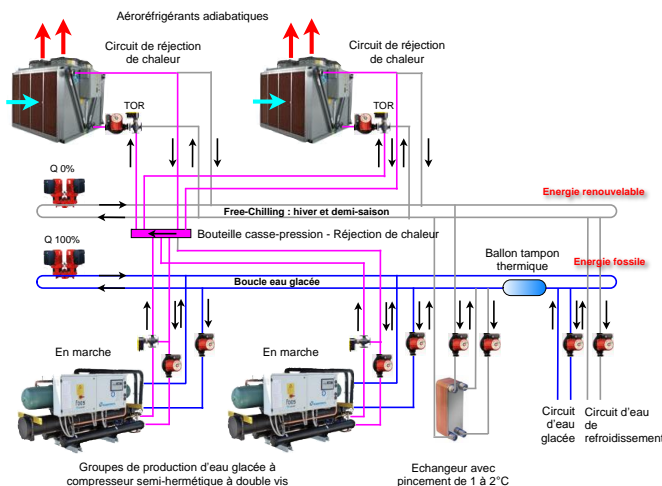 Aéroréfrigérants adiabatiques
Circuit de réjection
de chaleur
Circuit de réjection
de chaleur
TOR
TOR
Q 0%
Energie renouvelable
Free-Chilling : hiver et demi-saison
Bouteille casse-pression - Réjection de chaleur
Q 100%
Ballon tampon
thermique
Energie fossile
Boucle eau glacée
En marche
En marche
Circuit
d'eau
glacée
Circuit d'eau
de
refroidissement
Groupes de production d'eau glacée à
compresseur semi-hermétique à double vis
Echangeur avec
pincement de 1 à 2°C